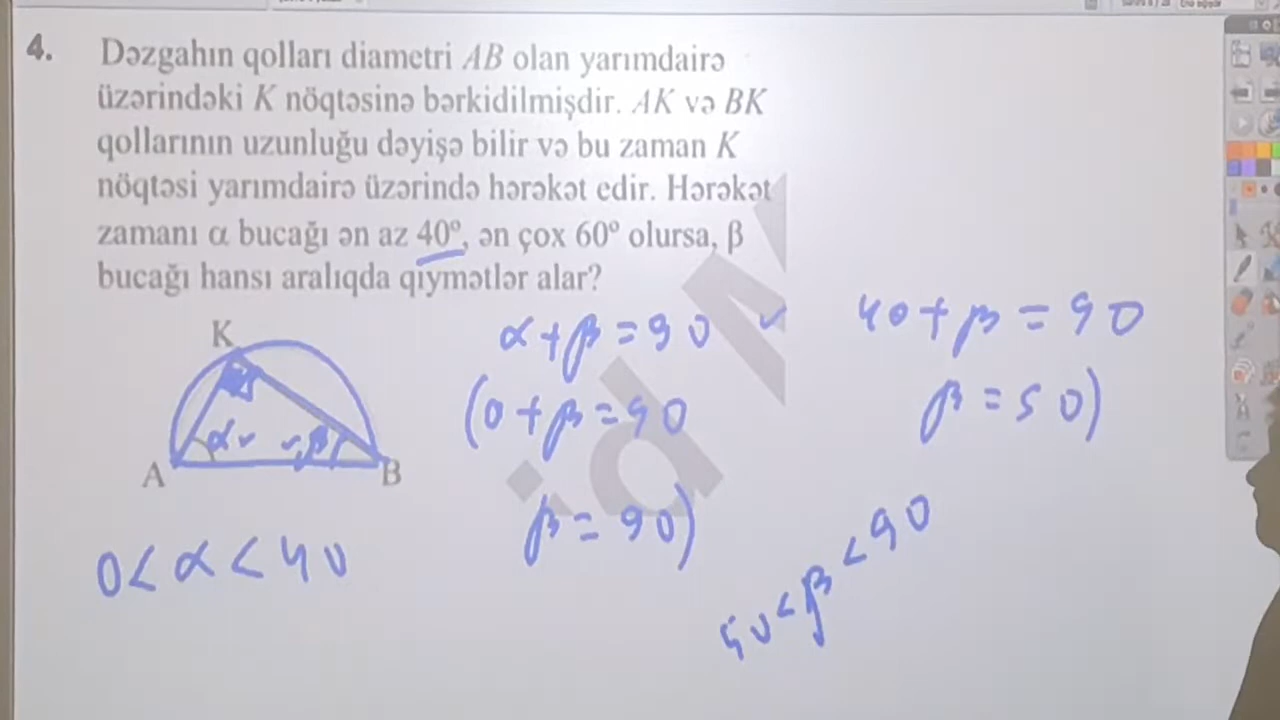 4. Dəzgahın qolları diametri AB olan yarımdairə
üzərindəki K nöqtəsinə bərkidilmişdir. AK və BK
qollarının uzunluğu dəyişə bilir və bu zaman K
nöqtəsi yarımdairə üzərində hərəkət edir. Hərəkət
zamanı α bucağı ən az 40°, ən çox 60° olursa, β
bucağı hansı aralıqda qiymətlər alar?
K
α
β
A
B
α+β=90
(0+β=90
β=90)
40+β=90
β=50)
0<α<40
50<β<90